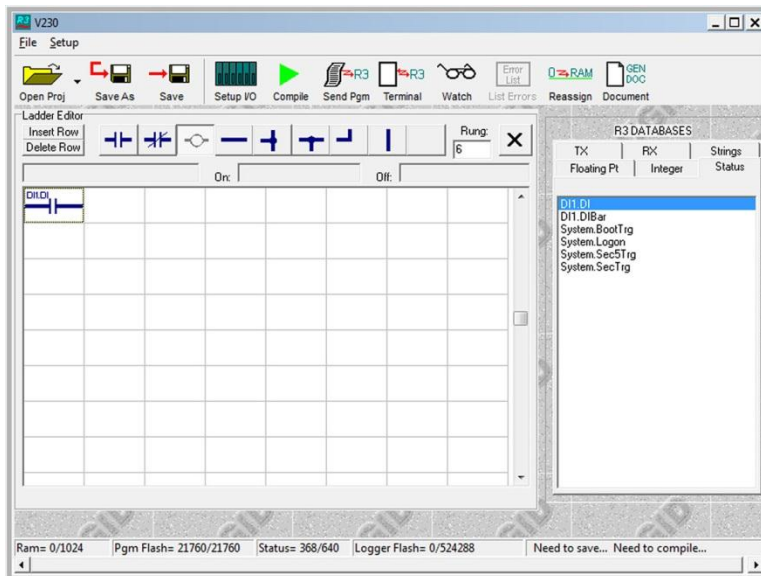 V230
File Setup
Open Proj Save As Save Setup I/O Compile Send Pgm Terminal Watch List Errors Reassign Document
R3 R3 Error List 0 RAM GEN DOC
Ladder Editor
Insert Row
Delete Row
Rung:
6
On: Off:
DI1.DI
R3 DATABASES
TX RX Strings
Floating Pt Integer Status
DI1.DI
DI1.DIBar
System.BootTrg
System.Logon
System.Sec5Trg
System.SecTrg
GID
Ram= 0/1024 Pgm Flash= 21760/21760 Status= 368/640 Logger Flash= 0/524288 Need to save... Need to compile...